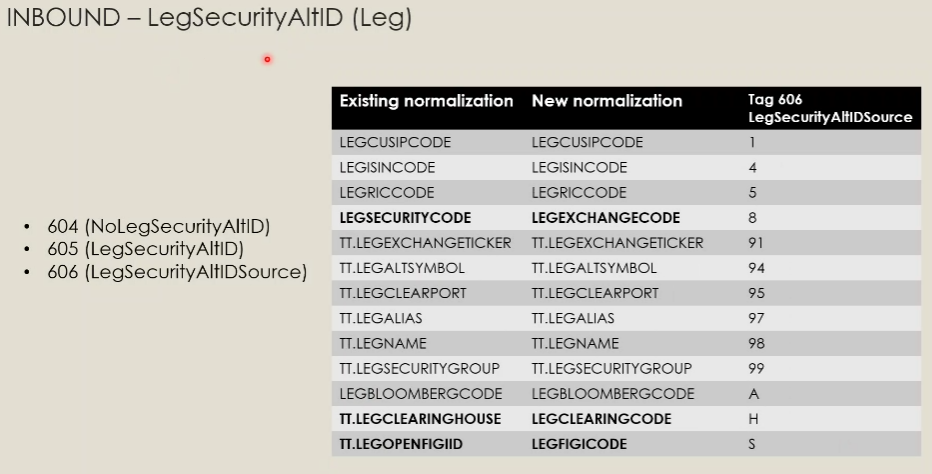 INBOUND – LegSecurityAltID (Leg)
• 604 (NoLegSecurityAltID)
• 605 (LegSecurityAltID)
• 606 (LegSecurityAltIDSource)
Existing normalization New normalization Tag 606 LegSecurityAltIDSource
LEGCUSIPCODE LEGCUSIPCODE 1
LEGISINCODE LEGISINCODE 4
LEGRICCODE LEGRICCODE 5
LEGSECURITYCODE LEGEXCHANGECODE 8
TT.LEGEXCHANGETICKER TT.LEGEXCHANGETICKER 91
TT.LEGALTSYMBOL TT.LEGALTSYMBOL 94
TT.LEGCLEARPORT TT.LEGCLEARPORT 95
TT.LEGALIAS TT.LEGALIAS 97
TT.LEGNAME TT.LEGNAME 98
TT.LEGSECURITYGROUP TT.LEGSECURITYGROUP 99
LEGBLOOMBERGCODE LEGBLOOMBERGCODE A
TT.LEGCLEARINGHOUSE LEGCLEARINGCODE H
TT.LEGOPENFIGIID LEGFIGICODE S